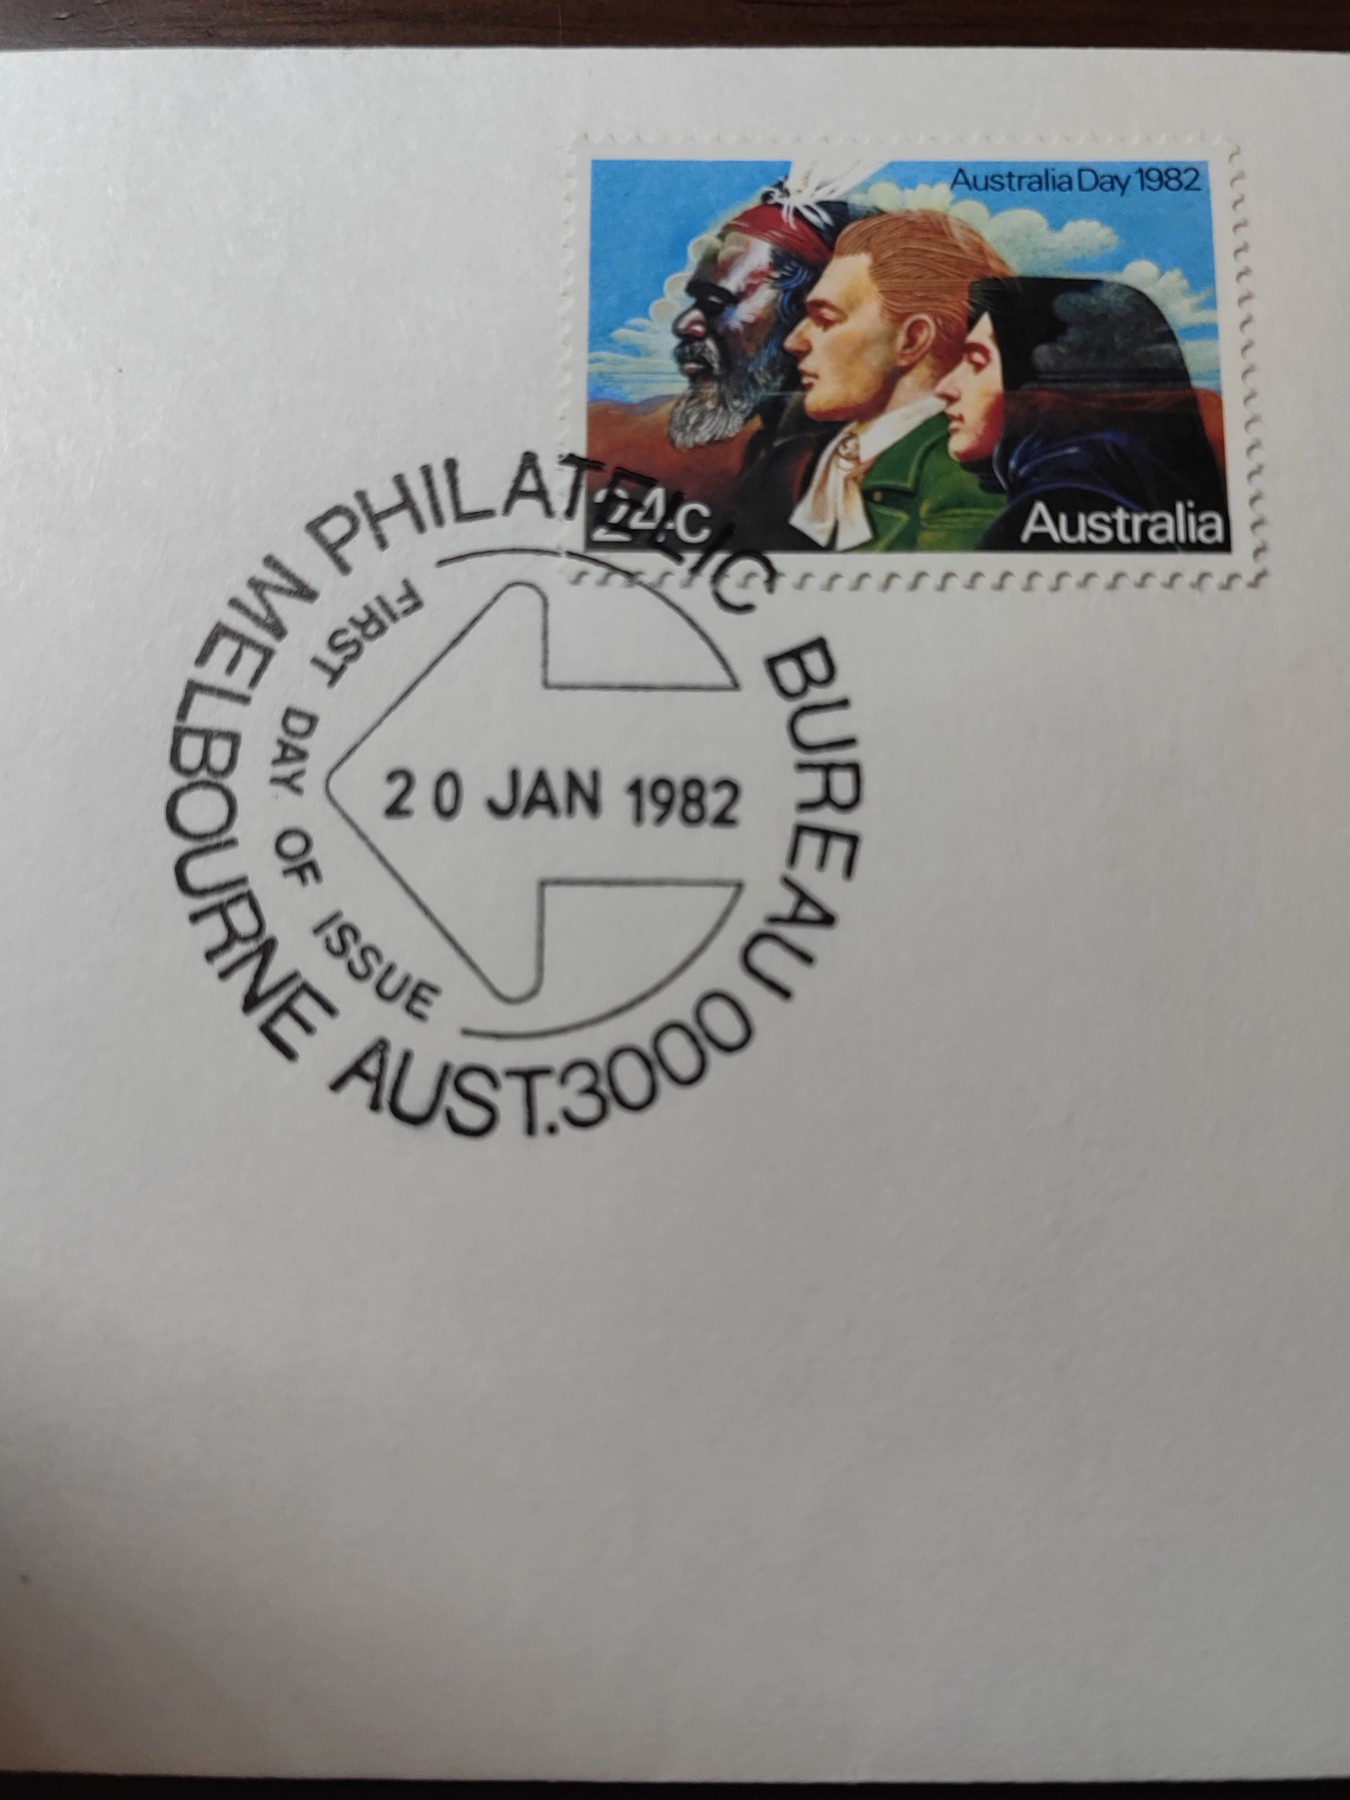 Australia Day 1982
24c
Australia
MELBOURNE PHILATELIC BUREAU
FIRST DAY OF ISSUE
20 JAN 1982
AUST.3000